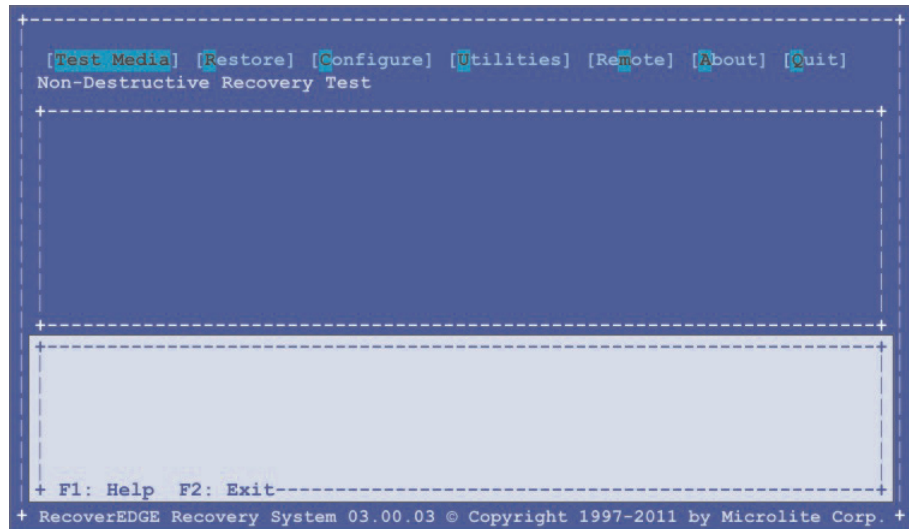 [Test Media] [Restore] [Configure] [Utilities] [Remote] [About] [Quit]
Non-Destructive Recovery Test
F1: Help F2: Exit
RecoverEDGE Recovery System 03.00.03 © Copyright 1997-2011 by Microlite Corp.